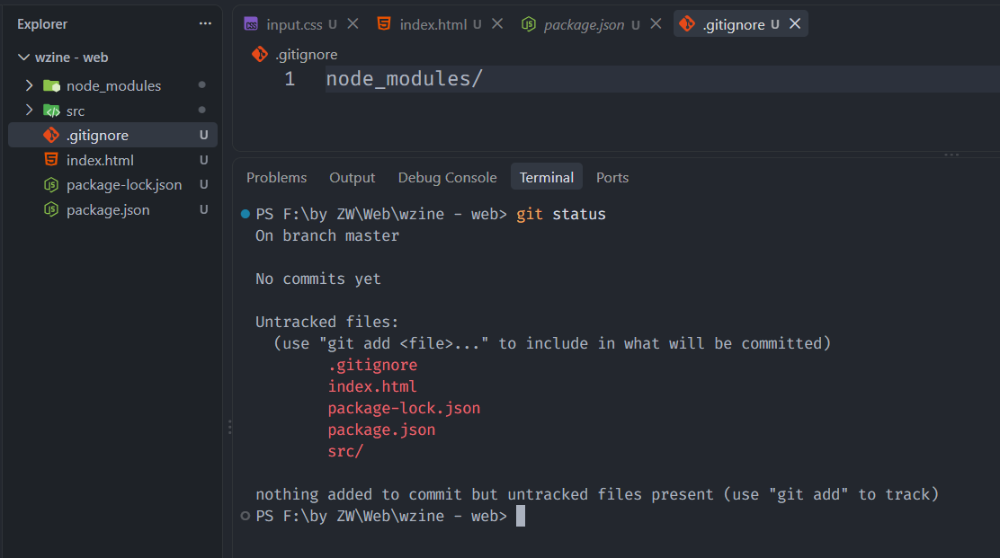 Explorer ...
wzine - web
node_modules
src
.gitignore U
index.html U
package-lock.json U
package.json U
input.css U index.html U package.json U .gitignore U
.gitignore
1 node_modules/
Problems Output Debug Console Terminal Ports
PS F:\by ZW\Web\wzine - web> git status
On branch master
No commits yet
Untracked files:
(use "git add <file>..." to include in what will be committed)
.gitignore
index.html
package-lock.json
package.json
src/
nothing added to commit but untracked files present (use "git add" to track)
PS F:\by ZW\Web\wzine - web>